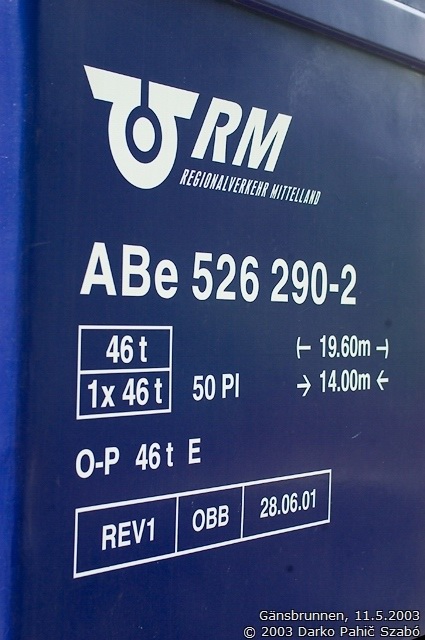 RM
REGIONALVERKEHR MITTELLAND
ABe 526 290-2
46 t
1x 46 t
50 Pl
19.60m
14.00m
O-P 46 t E
REV1 OBB 28.06.01
Gänsbrunnen, 11.5.2003
© 2003 Darko Pahič Szabó